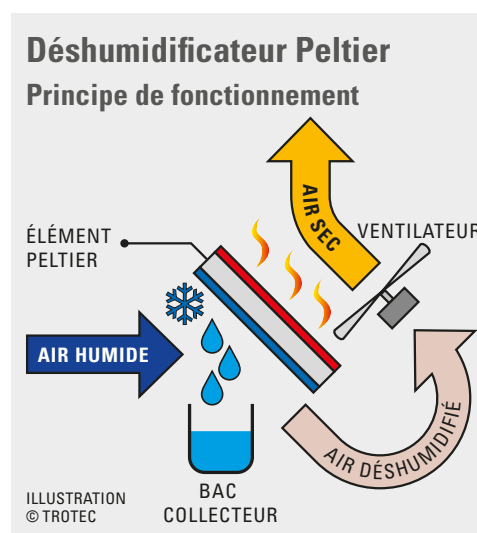 Déshumidificateur Peltier
Principe de fonctionnement
AIR SEC
VENTILATEUR
ÉLÉMENT
PELTIER
AIR HUMIDE
AIR DÉSHUMIDIFIÉ
BAC
COLLECTEUR
ILLUSTRATION
© TROTEC